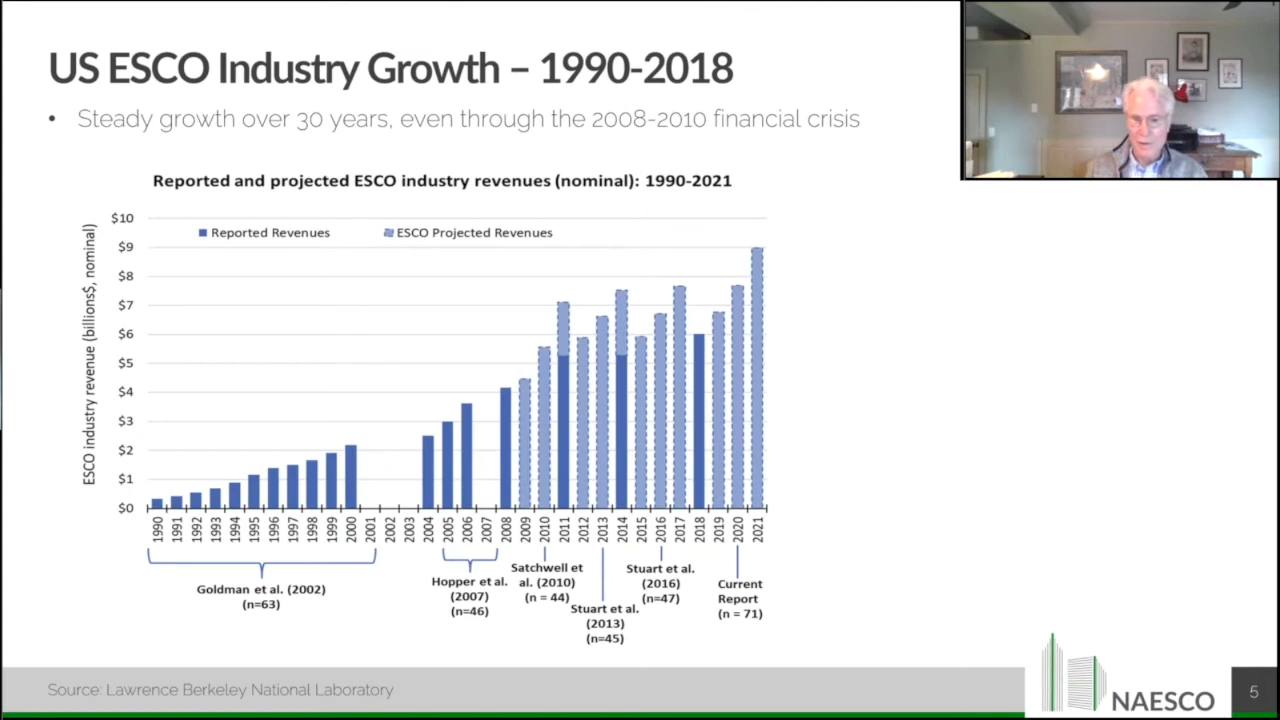 US ESCO Industry Growth – 1990-2018
• Steady growth over 30 years, even through the 2008-2010 financial crisis
Reported and projected ESCO industry revenues (nominal): 1990-2021
ESCO industry revenue (billions$, nominal)
Reported Revenues
ESCO Projected Revenues
$10
$9
$8
$7
$6
$5
$4
$3
$2
$1
$0
1990 1991 1992 1993 1994 1995 1996 1997 1998 1999 2000 2001 2002 2003 2004 2005 2006 2007 2008 2009 2010 2011 2012 2013 2014 2015 2016 2017 2018 2019 2020 2021
Goldman et al. (2002)
(n=63)
Hopper et al.
(2007)
(n=46)
Satchwell et
al. (2010)
(n = 44)
Stuart et al.
(2013)
(n=45)
Stuart et al.
(2016)
(n=47)
Current
Report
(n = 71)
Source: Lawrence Berkeley National Laboratory
NAESCO
5